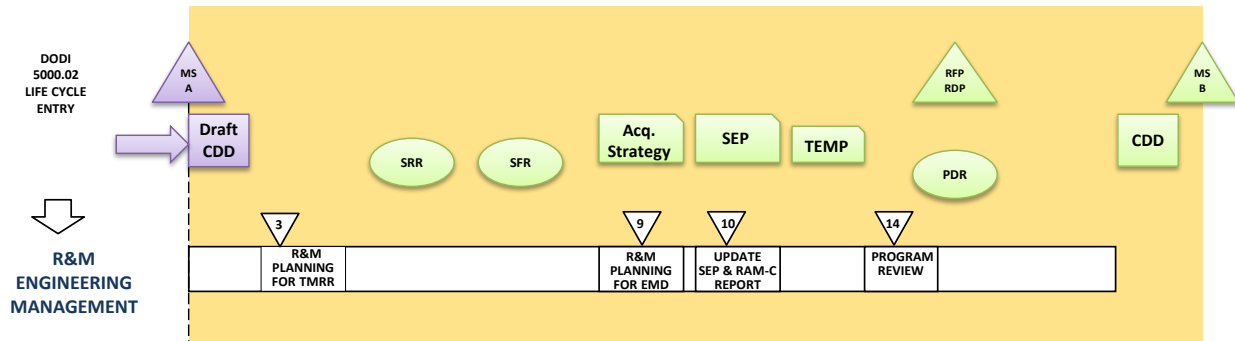 DODI
5000.02
LIFE CYCLE
ENTRY
MS
A
RFP
RDP
MS
B
Draft
CDD
SRR
SFR
Acq.
Strategy
SEP
TEMP
PDR
CDD
3
9
10
14
R&M
ENGINEERING
MANAGEMENT
R&M
PLANNING
FOR TMRR
R&M
PLANNING
FOR EMD
UPDATE
SEP & RAM-C
REPORT
PROGRAM
REVIEW